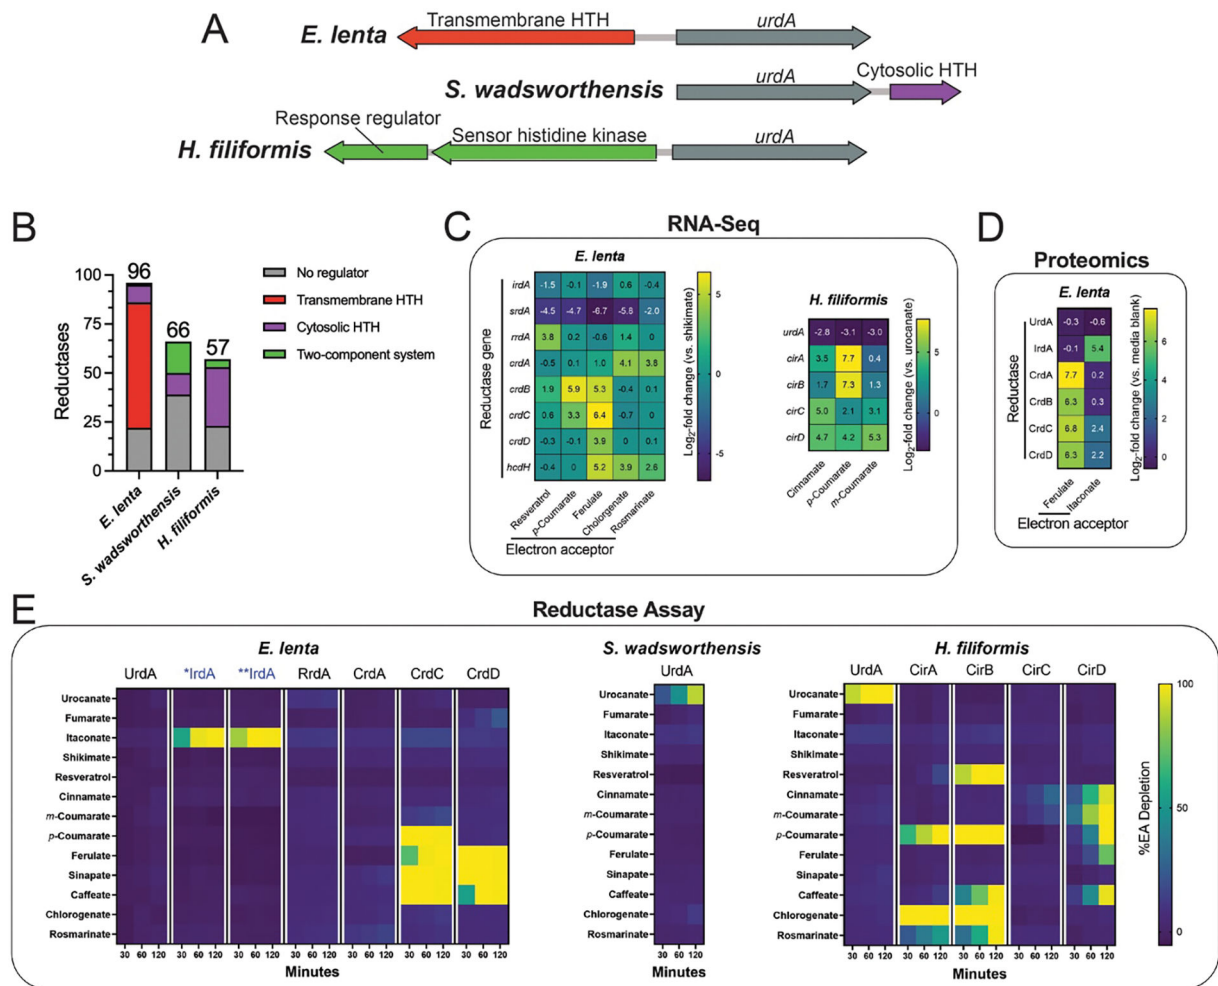 A
E. lenta
Transmembrane HTH
urdA
S. wadsworthensis
urdA
Cytosolic HTH
H. filiformis
Response regulator
Sensor histidine kinase
urdA
B
Reductases
100
75
50
25
0
96
66
57
E. lenta
S. wadsworthensis
H. filiformis
No regulator
Transmembrane HTH
Cytosolic HTH
Two-component system
C
RNA-Seq
E. lenta
Reductase gene
irdA -1.5 -0.1 -1.9 0.6 -0.4
srdA -4.5 -4.7 -6.7 -5.8 -2.0
rrdA 3.8 0.2 -0.6 1.4 0
crdA -0.5 0.1 1.0 4.1 3.8
crdB 1.9 5.9 5.3 -0.4 0.1
crdC 0.6 3.3 6.4 -0.7 0
crdD -0.3 -0.1 3.9 0 0.1
hcdH -0.4 0 5.2 3.9 2.6
Resveratrol
p-Coumarate
Ferulate
Cholorgenate
Rosmarinate
Electron acceptor
5
0
-5
Log2-fold change (vs. shikimate)
H. filiformis
urdA -2.8 -3.1 -3.0
cirA 3.5 7.7 0.4
cirB 1.7 7.3 1.3
cirC 5.0 2.1 3.1
cirD 4.7 4.2 5.3
Cinnamate
p-Coumarate
m-Coumarate
5
0
Log2-fold change (vs. urocanate)
D
Proteomics
E. lenta
Reductase
UrdA -0.3 -0.6
IrdA -0.1 5.4
CrdA 7.7 0.2
CrdB 6.3 0.3
CrdC 6.8 2.4
CrdD 6.3 2.2
Ferulate
Itaconate
Electron acceptor
6
4
2
0
Log2-fold change (vs. media blank)
E
Reductase Assay
E. lenta
UrdA *IrdA **IrdA RrdA CrdA CrdC CrdD
Urocanate
Fumarate
Itaconate
Shikimate
Resveratrol
Cinnamate
m-Coumarate
p-Coumarate
Ferulate
Sinapate
Caffeate
Chlorogenate
Rosmarinate
30 60 120 30 60 120 30 60 120 30 60 120 30 60 120 30 60 120 30 60 120
Minutes
S. wadsworthensis
UrdA
Urocanate
Fumarate
Itaconate
Shikimate
Resveratrol
Cinnamate
m-Coumarate
p-Coumarate
Ferulate
Sinapate
Caffeate
Chlorogenate
Rosmarinate
30 60 120
Minutes
H. filiformis
UrdA CirA CirB CirC CirD
Urocanate
Fumarate
Itaconate
Shikimate
Resveratrol
Cinnamate
m-Coumarate
p-Coumarate
Ferulate
Sinapate
Caffeate
Chlorogenate
Rosmarinate
30 60 120 30 60 120 30 60 120 30 60 120 30 60 120
Minutes
100
50
0
%EA Depletion